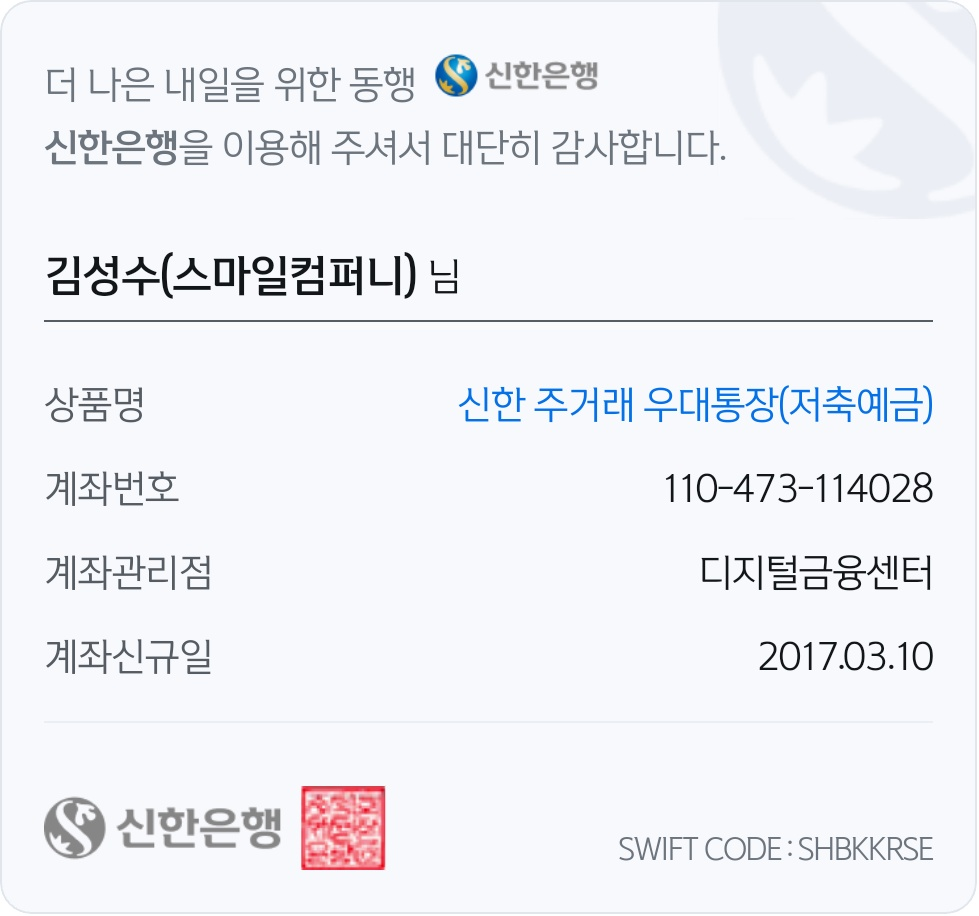 더 나은 내일을 위한 동행 신한은행
신한은행을 이용해 주셔서 대단히 감사합니다.
김성수(스마일컴퍼니) 님
상품명 신한 주거래 우대통장(저축예금)
계좌번호 110-473-114028
계좌관리점 디지털금융센터
계좌신규일 2017.03.10
신한은행 SWIFT CODE : SHBKKRSE